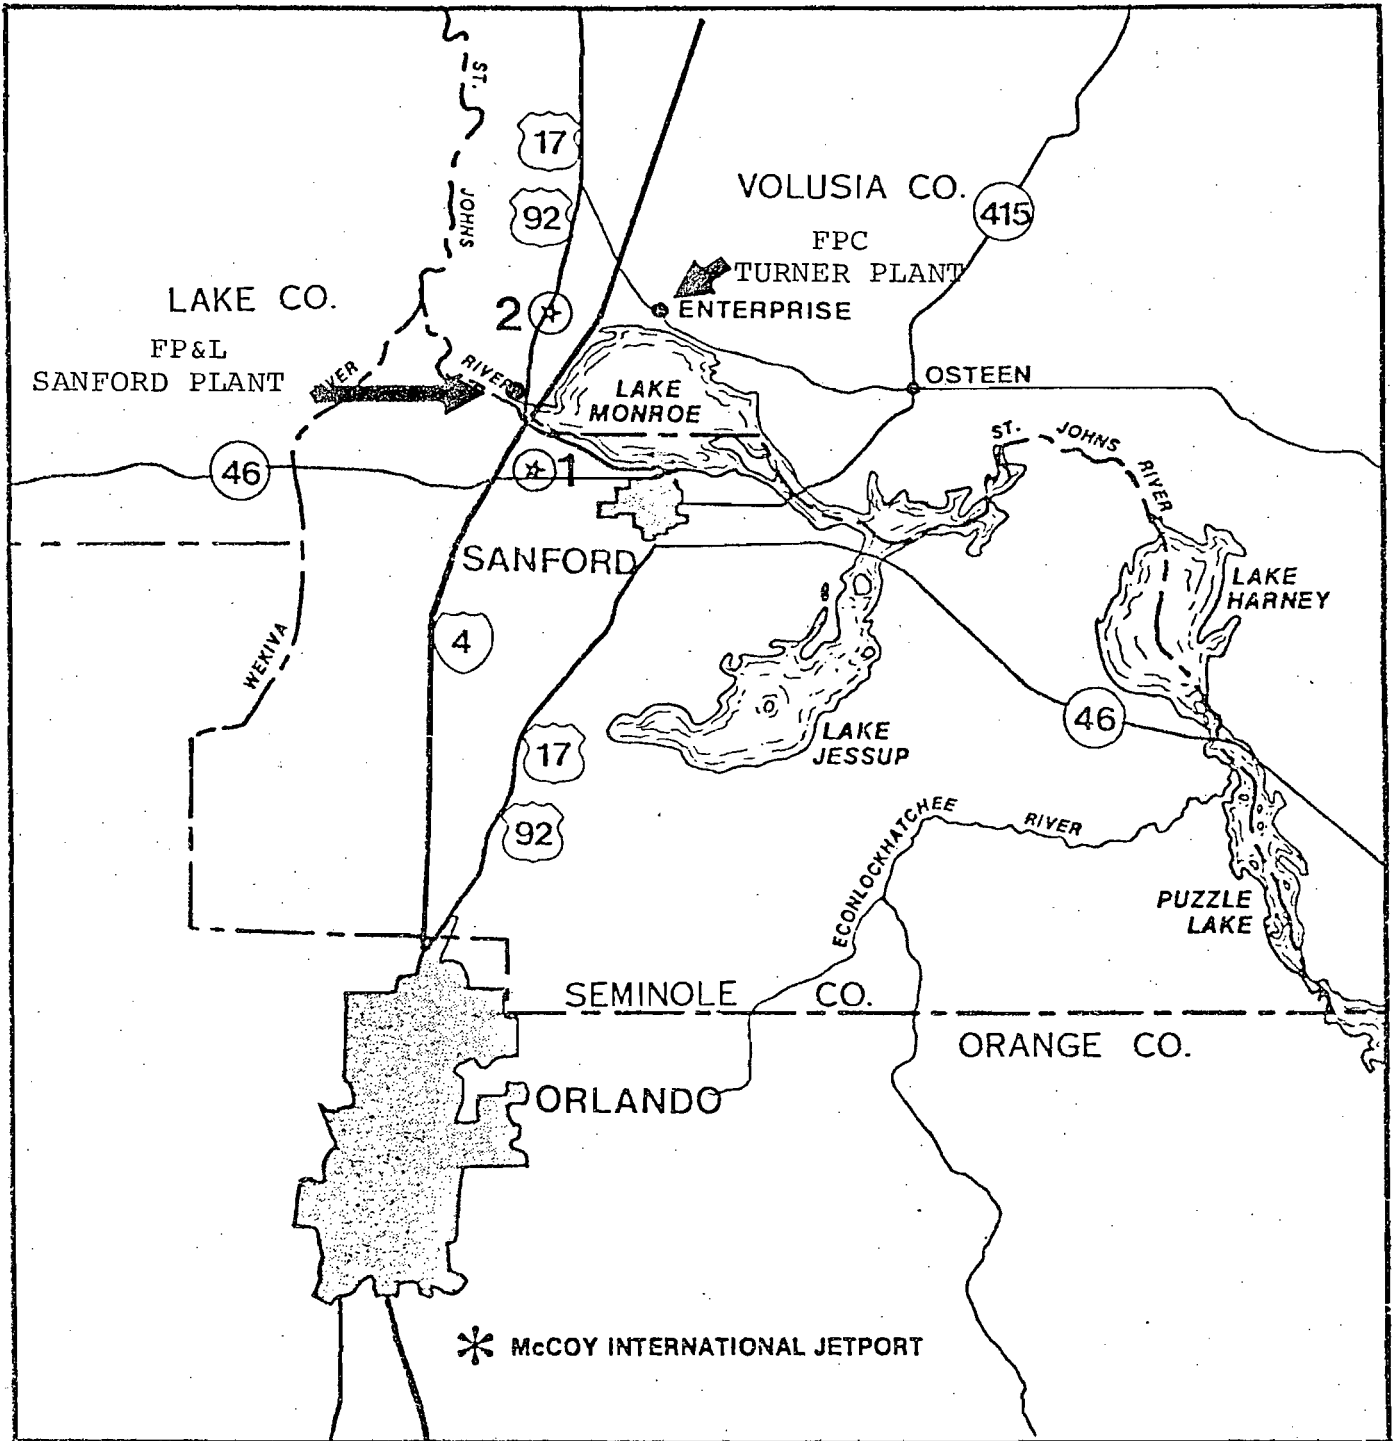 ST.
JOHNS
17
92
VOLUSIA CO.
415
FPC
TURNER PLANT
ENTERPRISE
LAKE CO.
2
FP&L
SANFORD PLANT
RIVER
LAKE
MONROE
OSTEEN
46
1
ST. JOHNS RIVER
SANFORD
LAKE
HARNEY
WEKIVA
4
46
LAKE
JESSUP
17
92
ECONLOCKHATCHEE RIVER
PUZZLE
LAKE
SEMINOLE CO.
ORANGE CO.
ORLANDO
McCOY INTERNATIONAL JETPORT